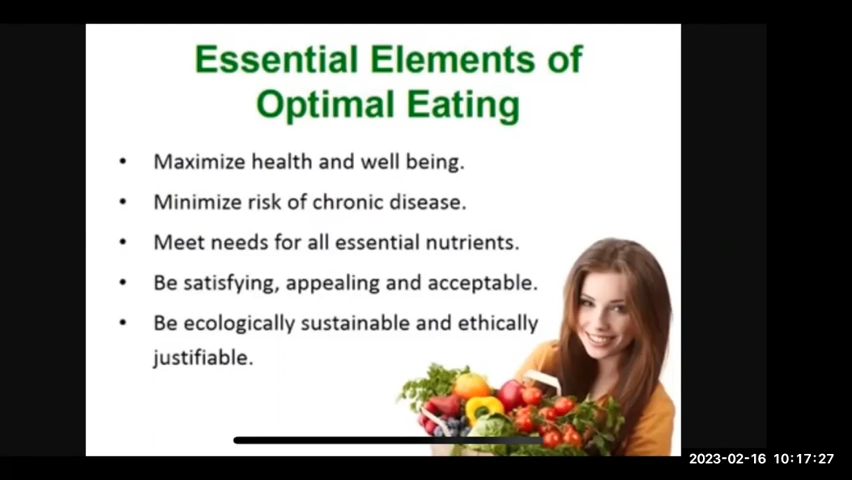 Essential Elements of
Optimal Eating
• Maximize health and well being.
• Minimize risk of chronic disease.
• Meet needs for all essential nutrients.
• Be satisfying, appealing and acceptable.
• Be ecologically sustainable and ethically
justifiable.
2023-02-16 10:17:27